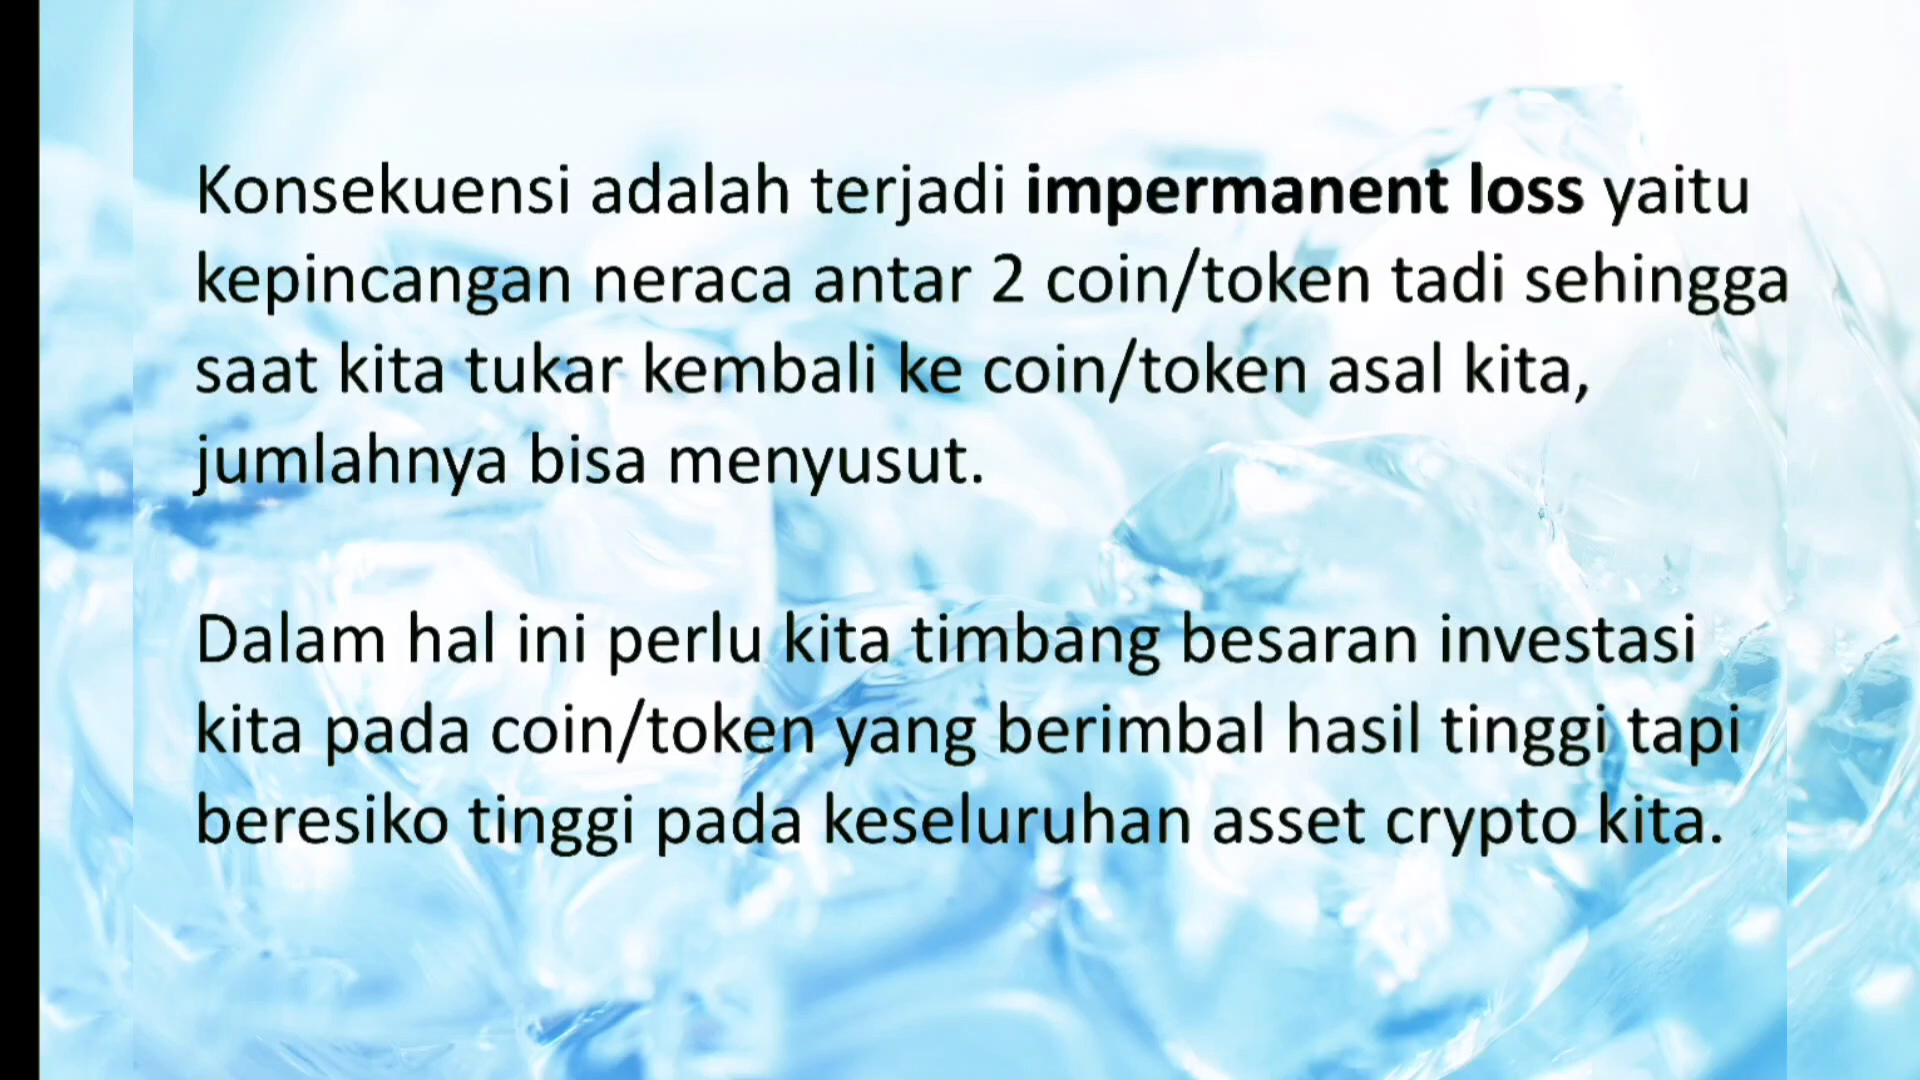 Konsekuensi adalah terjadi impermanent loss yaitu
kepincangan neraca antar 2 coin/token tadi sehingga
saat kita tukar kembali ke coin/token asal kita,
jumlahnya bisa menyusut.
Dalam hal ini perlu kita timbang besaran investasi
kita pada coin/token yang berimbal hasil tinggi tapi
beresiko tinggi pada keseluruhan asset crypto kita.